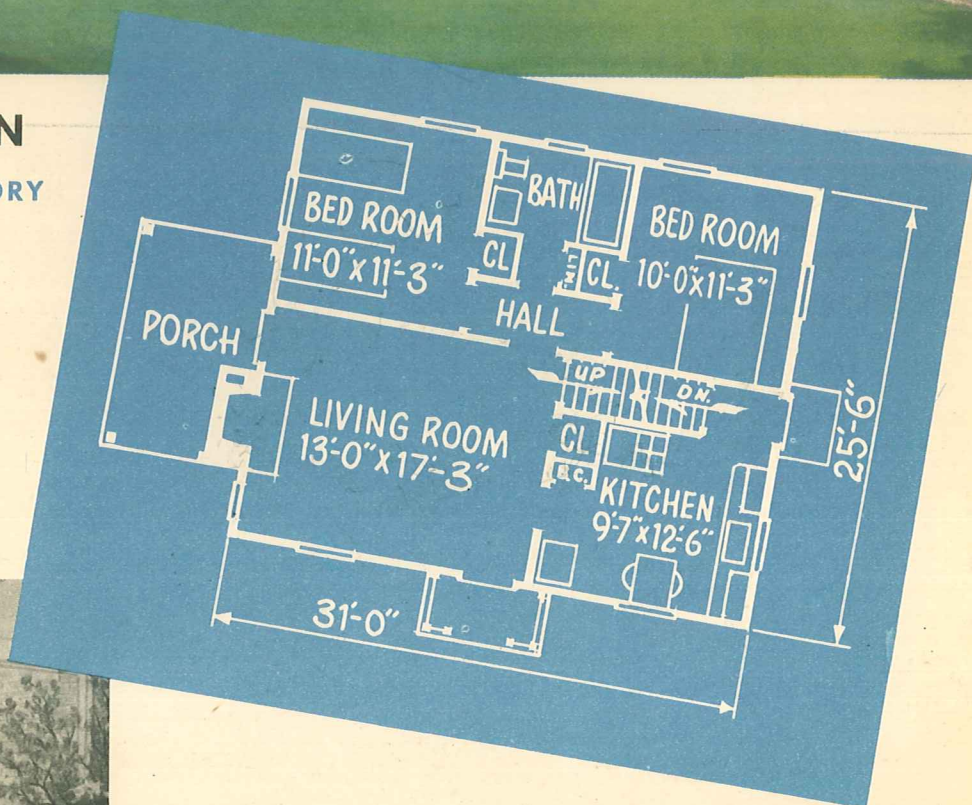 N
ORY
BATH
BED ROOM
11'-0" X 11'-3"
CL
LIN
CL.
BED ROOM
10'-0" X 11'-3"
HALL
PORCH
UP
DN.
LIVING ROOM
13'-0" X 17'-3"
CL
B.C.
KITCHEN
9'-7" X 12'-6"
25'-6"
31'-0"